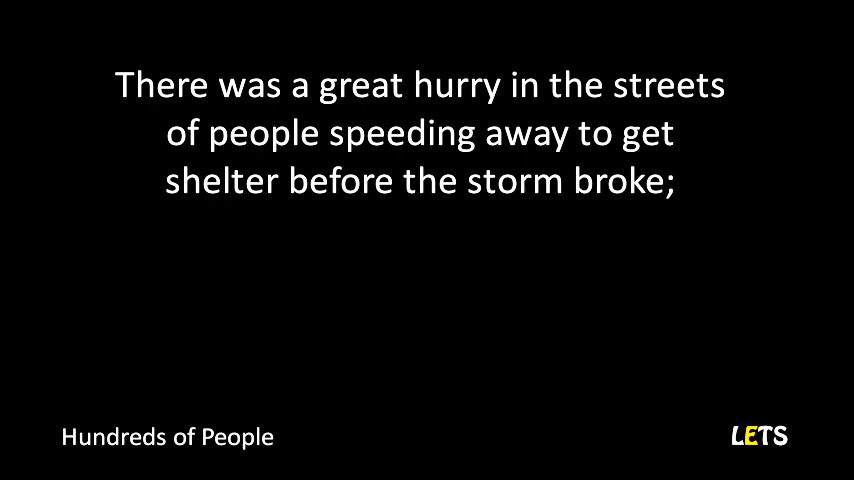 There was a great hurry in the streets
of people speeding away to get
shelter before the storm broke;
Hundreds of People
LETS